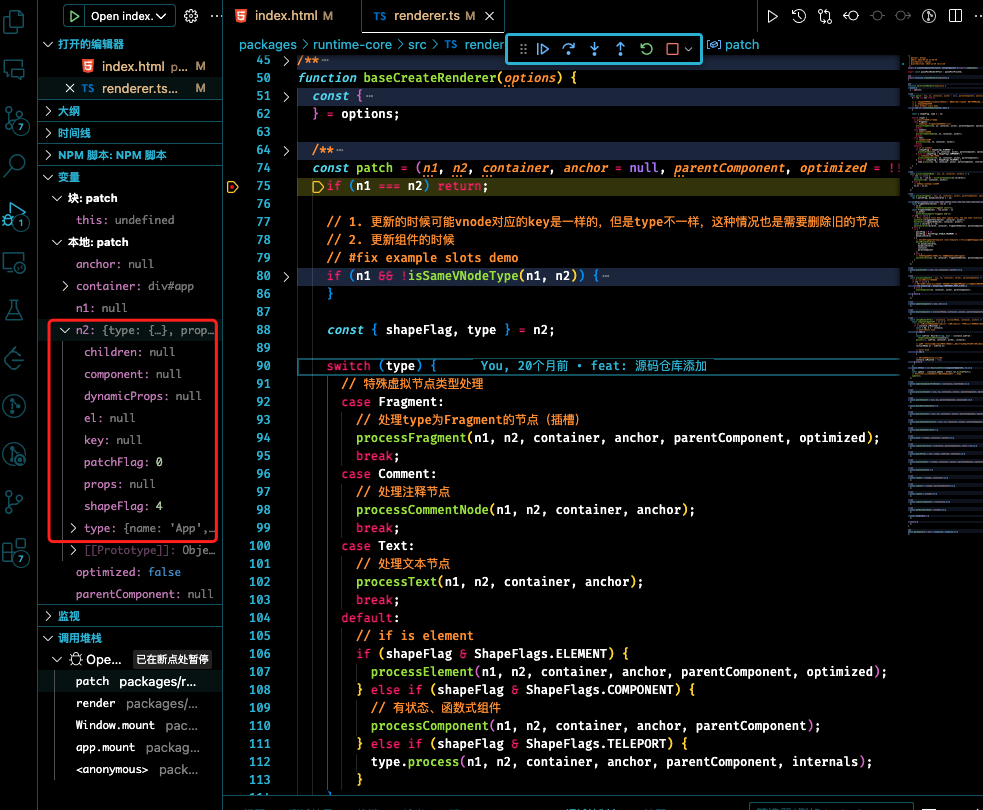 Open index.
index.html M
TS renderer.ts M
打开的编辑器
index.html p... M
TS renderer.ts... M
大纲
时间线
NPM 脚本: NPM 脚本
变量
块: patch
this: undefined
本地: patch
anchor: null
container: div#app
n1: null
n2: {type: {…}, prop…
children: null
component: null
dynamicProps: null
el: null
key: null
patchFlag: 0
props: null
shapeFlag: 4
type: {name: 'App',…
[[Prototype]]: Obje…
optimized: false
parentComponent: null
监视
调用堆栈
Ope... 已在断点处暂停
patch packages/r...
render packages/...
Window.mount pac...
app.mount packag...
<anonymous> pack...
7
1
7
packages > runtime-core > src > TS render
patch
45 /**…
50 function baseCreateRenderer(options) {
51 const {…
62 } = options;
63
64 /**…
74 const patch = (n1, n2, container, anchor = null, parentComponent, optimized = !!
75 if (n1 === n2) return;
76
77 // 1. 更新的时候可能vnode对应的key是一样的，但是type不一样，这种情况也是需要删除旧的节点
78 // 2. 更新组件的时候
79 // #fix example slots demo
80 if (n1 && !isSameVNodeType(n1, n2)) {…
86 }
87
88 const { shapeFlag, type } = n2;
89
90 switch (type) { You, 20个月前 • feat: 源码仓库添加
91 // 特殊虚拟节点类型处理
92 case Fragment:
93 // 处理type为Fragment的节点（插槽）
94 processFragment(n1, n2, container, anchor, parentComponent, optimized);
95 break;
96 case Comment:
97 // 处理注释节点
98 processCommentNode(n1, n2, container, anchor);
99 break;
100 case Text:
101 // 处理文本节点
102 processText(n1, n2, container, anchor);
103 break;
104 default:
105 // if is element
106 if (shapeFlag & ShapeFlags.ELEMENT) {
107 processElement(n1, n2, container, anchor, parentComponent, optimized);
108 } else if (shapeFlag & ShapeFlags.COMPONENT) {
109 // 有状态、函数式组件
110 processComponent(n1, n2, container, anchor, parentComponent);
111 } else if (shapeFlag & ShapeFlags.TELEPORT) {
112 type.process(n1, n2, container, anchor, parentComponent, internals);
113 }